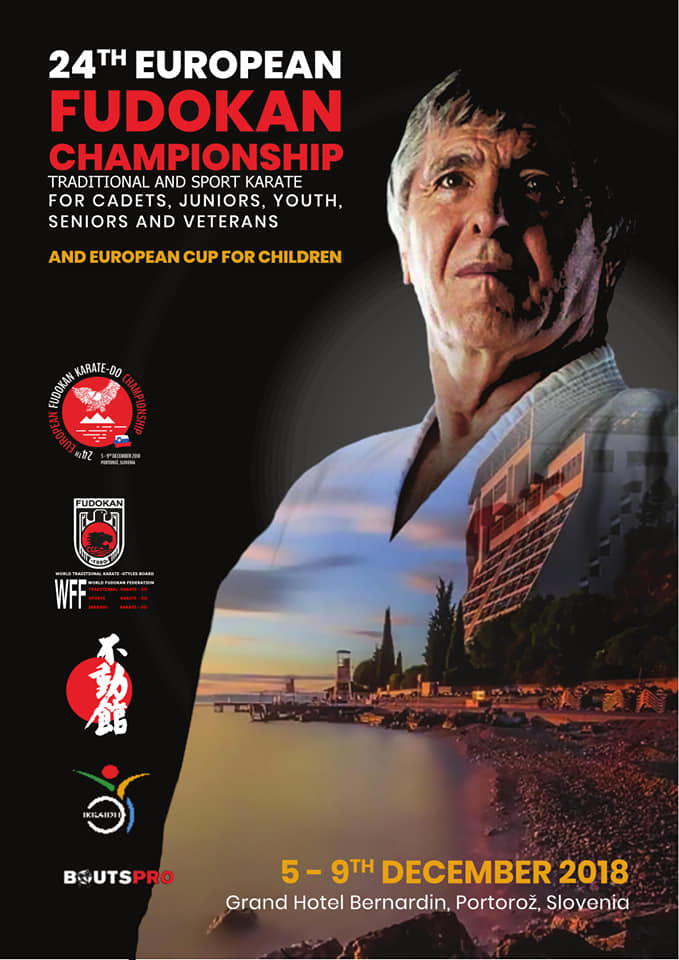 24TH EUROPEAN
FUDOKAN
CHAMPIONSHIP
TRADITIONAL AND SPORT KARATE
FOR CADETS, JUNIORS, YOUTH,
SENIORS AND VETERANS
AND EUROPEAN CUP FOR CHILDREN
24TH EUROPEAN FUDOKAN KARATE-DO CHAMPIONSHIP
5 - 9TH DECEMBER 2018
PORTOROŽ, SLOVENIA
FUDOKAN
WORLD TRADITIONAL KARATE - STYLES BOARD
WFF WORLD FUDOKAN FEDERATION
TRADITIONAL KARATE - DO
SPORTS KARATE - DO
KARATE - DO
不動館
BOUTSPRO
5 - 9TH DECEMBER 2018
Grand Hotel Bernardin, Portorož, Slovenia